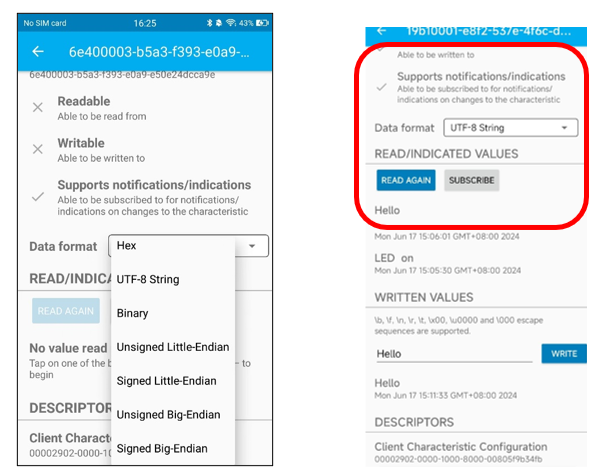 No SIM card
16:25
43%
6e400003-b5a3-f393-e0a9-...
6e400003-b5a3-f393-e0a9-e50e24dcca9e
Readable
Able to be read from
Writable
Able to be written to
Supports notifications/indications
Able to be subscribed to for notifications/
indications on changes to the characteristic
Data format
Hex
UTF-8 String
Binary
Unsigned Little-Endian
Signed Little-Endian
Unsigned Big-Endian
Signed Big-Endian
READ/INDICA
READ AGAIN
No value read
Tap on one of the b
– to
begin
DESCRIPTOR
Client Charact
00002902-0000-10
19b10001-e8f2-537e-4f6c-d...
Able to be written to
Supports notifications/indications
Able to be subscribed to for notifications/
indications on changes to the characteristic
Data format
UTF-8 String
READ/INDICATED VALUES
READ AGAIN
SUBSCRIBE
Hello
Mon Jun 17 15:06:01 GMT+08:00 2024
LED on
Mon Jun 17 15:05:30 GMT+08:00 2024
WRITTEN VALUES
\b, \f, \n, \r, \t, \x00, \u0000 and \000 escape
sequences are supported.
Hello
WRITE
Hello
Mon Jun 17 15:11:33 GMT+08:00 2024
DESCRIPTORS
Client Characteristic Configuration
00002902-0000-1000-8000-00805f9b34fb